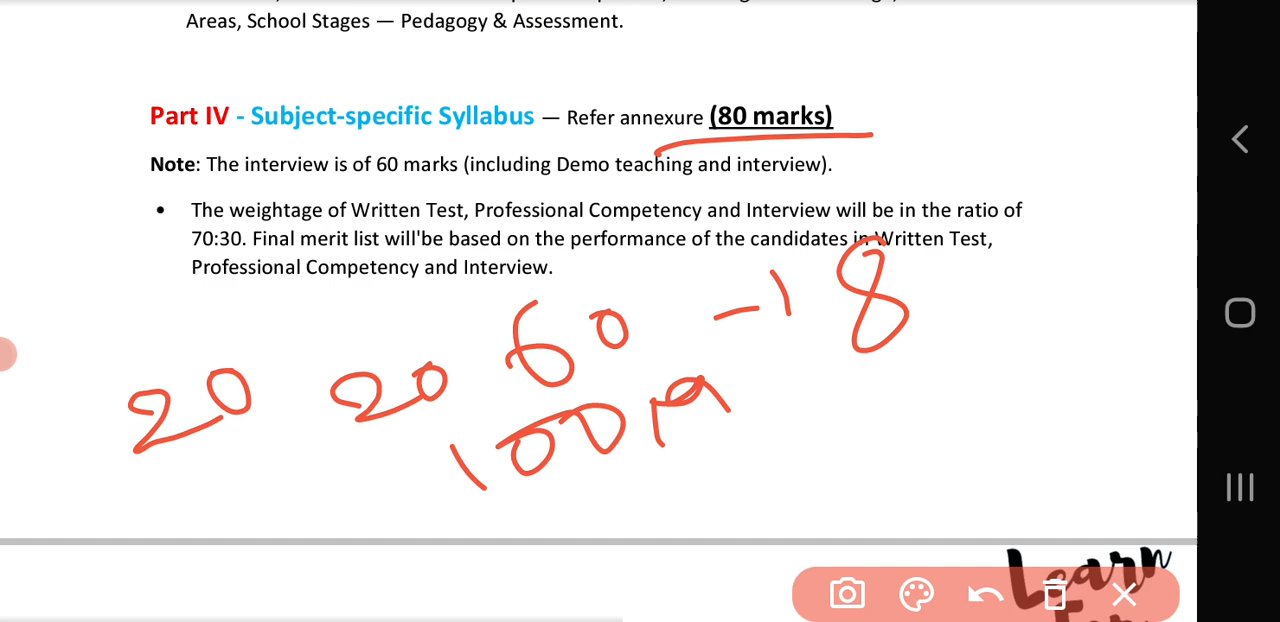 Areas, School Stages — Pedagogy & Assessment.
Part IV - Subject-specific Syllabus — Refer annexure (80 marks)
Note: The interview is of 60 marks (including Demo teaching and interview).
• The weightage of Written Test, Professional Competency and Interview will be in the ratio of
70:30. Final merit list will'be based on the performance of the candidates in Written Test,
Professional Competency and Interview.
20 20 60 - 18
100M
Learn